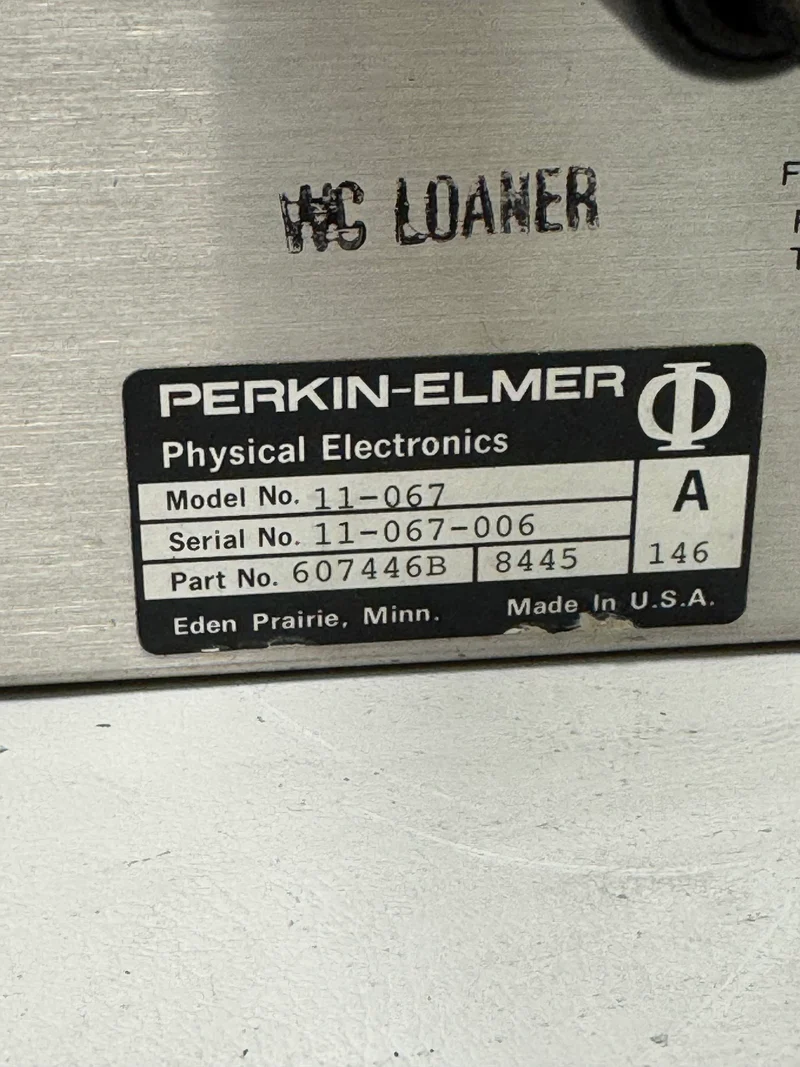 WC LOANER
PERKIN-ELMER Φ
Physical Electronics
Model No. 11-067
A
Serial No. 11-067-006
Part No. 607446B 8445 146
Eden Prairie, Minn. Made In U.S.A.